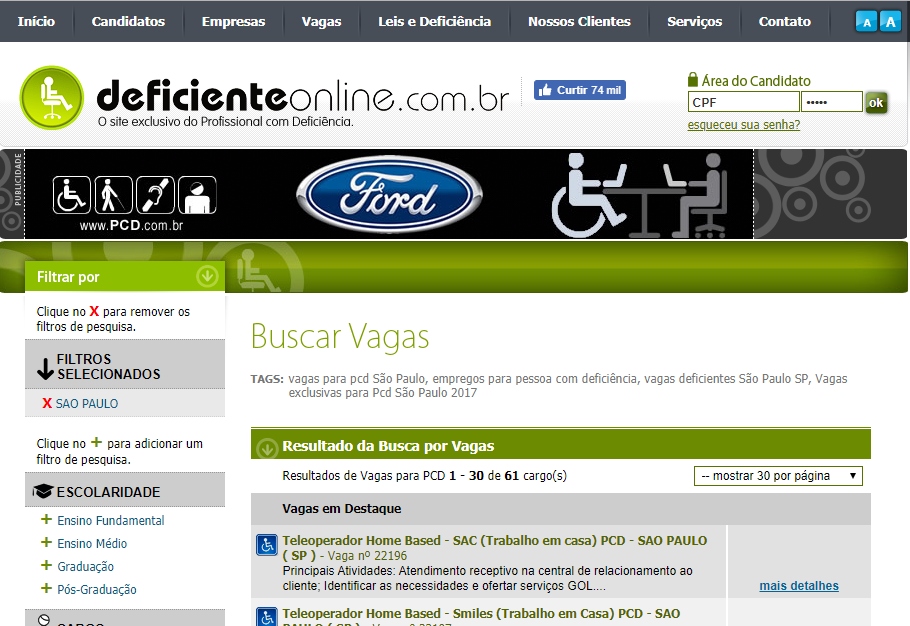 Início Candidatos Empresas Vagas Leis e Deficiência Nossos Clientes Serviços Contato A A
deficienteonline.com.br
O site exclusivo do Profissional com Deficiência.
Curtir 74 mil
Área do Candidato
CPF ••••• ok
esqueceu sua senha?
PUBLICIDADE
www.PCD.com.br
Ford
Filtrar por
Clique no X para remover os
filtros de pesquisa.
FILTROS
SELECIONADOS
X SAO PAULO
Clique no + para adicionar um
filtro de pesquisa.
ESCOLARIDADE
+ Ensino Fundamental
+ Ensino Médio
+ Graduação
+ Pós-Graduação
Buscar Vagas
TAGS: vagas para pcd São Paulo, empregos para pessoa com deficiência, vagas deficientes São Paulo SP, Vagas
exclusivas para Pcd São Paulo 2017
Resultado da Busca por Vagas
Resultados de Vagas para PCD 1 - 30 de 61 cargo(s)
-- mostrar 30 por página
Vagas em Destaque
Teleoperador Home Based - SAC (Trabalho em casa) PCD - SAO PAULO
( SP ) - Vaga nº 22196
Principais Atividades: Atendimento receptivo na central de relacionamento ao
cliente; Identificar as necessidades e ofertar serviços GOL....
mais detalhes
Teleoperador Home Based - Smiles (Trabalho em Casa) PCD - SAO